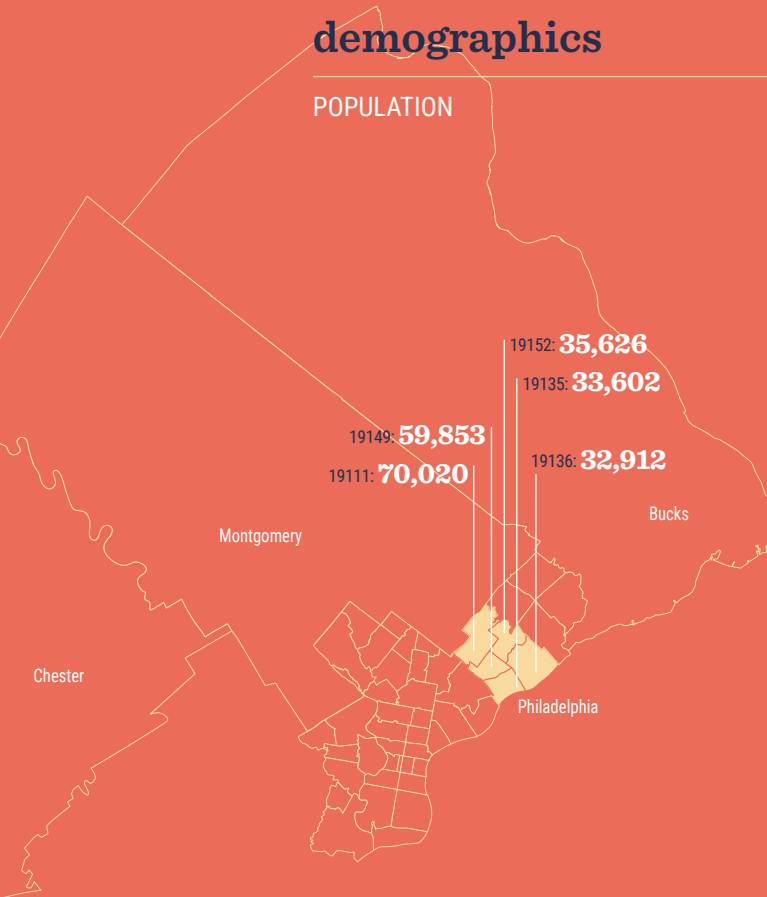 demographics
POPULATION
19152: 35,626
19135: 33,602
19149: 59,853
19136: 32,912
19111: 70,020
Bucks
Montgomery
Chester
Philadelphia